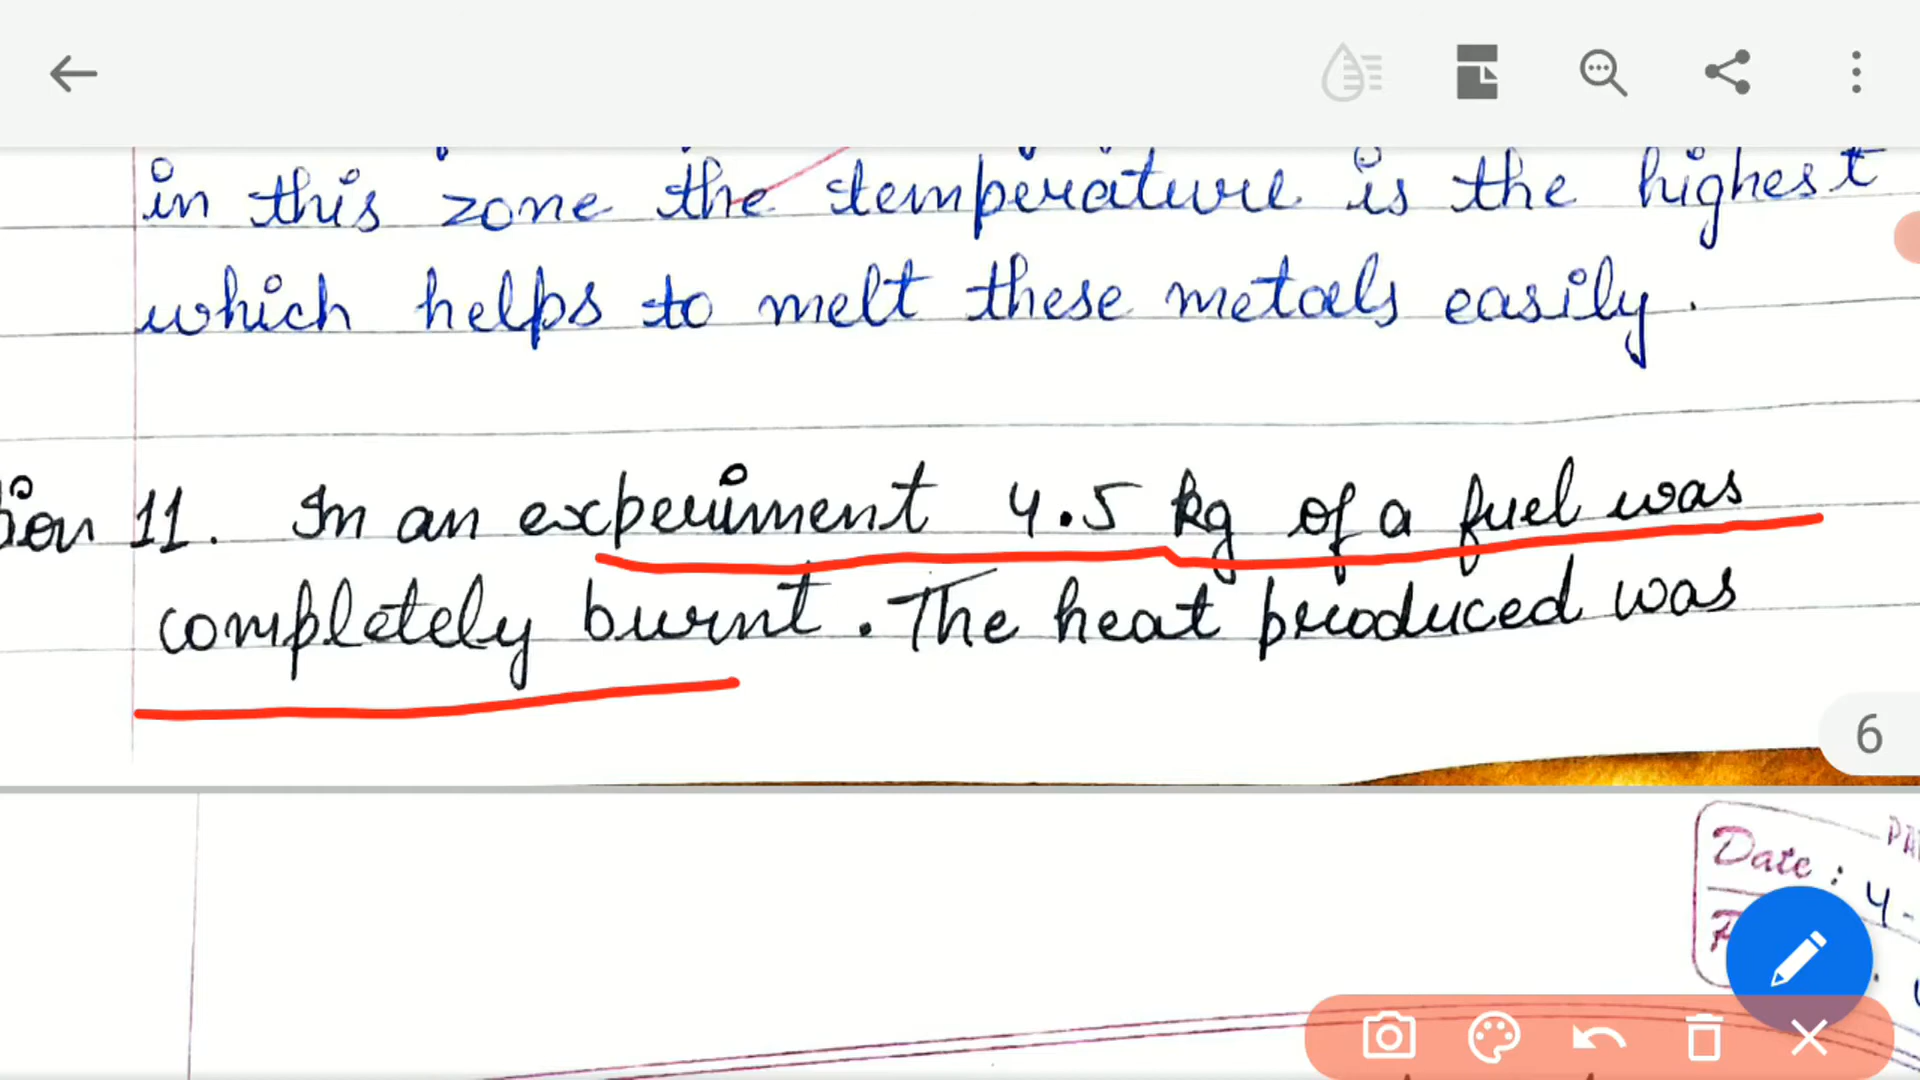 in this zone the temperature is the highest
which helps to melt these metals easily.
11. In an experiment 4.5 kg of a fuel was
completely burnt. The heat produced was
6
Date: 4-